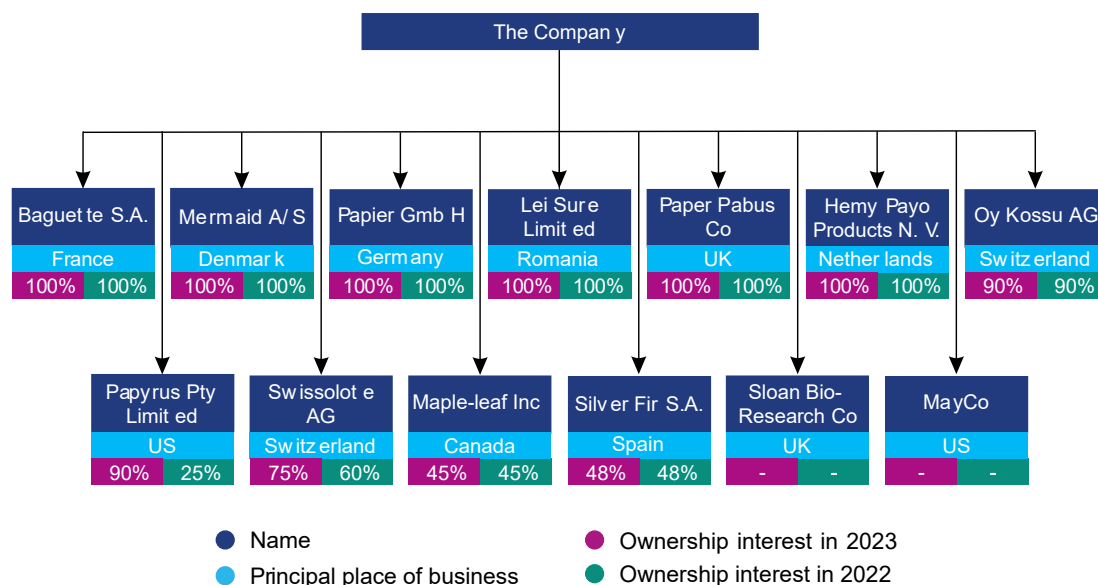 The Company
Baguette S.A.
France
100% 100%
Mermaid A/S
Denmark
100% 100%
Papier GmbH
Germany
100% 100%
Lei Sure
Limited
Romania
100% 100%
Paper Pabus
Co
UK
100% 100%
Hemy Payo
Products N. V.
Netherlands
100% 100%
Oy Kossu AG
Switzerland
90% 90%
Papyrus Pty
Limited
US
90% 25%
Swissolote
AG
Switzerland
75% 60%
Maple-leaf Inc
Canada
45% 45%
Silver Fir S.A.
Spain
48% 48%
Sloan Bio-
Research Co
UK
- -
MayCo
US
- -
Name
Ownership interest in 2023
Principal place of business
Ownership interest in 2022